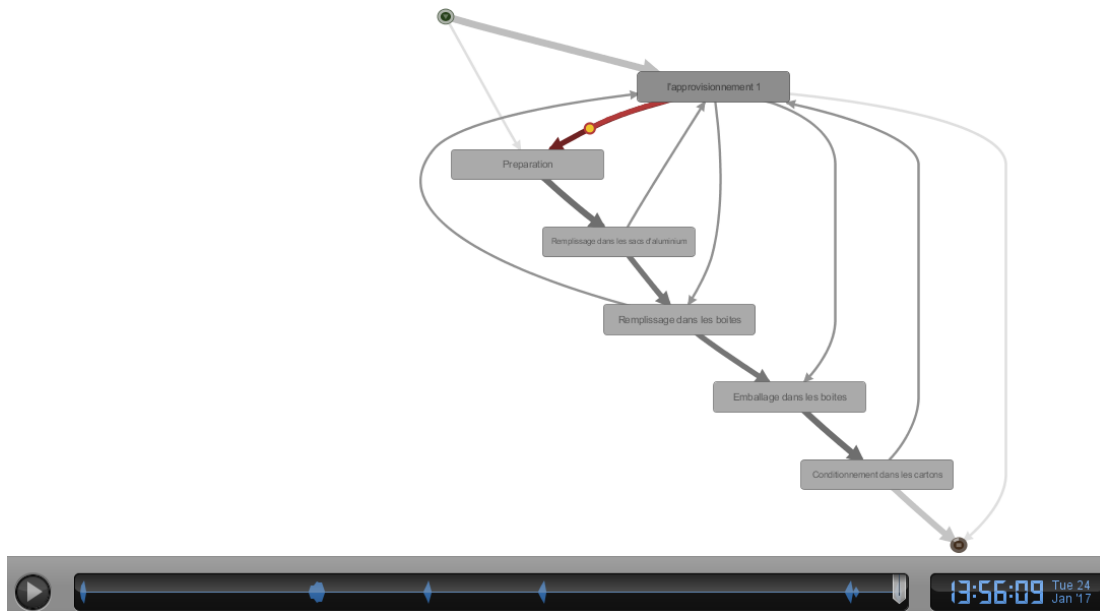 l'approvisionnement 1
Preparation
Remplissage dans les sacs d'aluminium
Remplissage dans les boites
Emballage dans les boites
Conditionnement dans les cartons
13:56:09 Tue 24
Jan '17